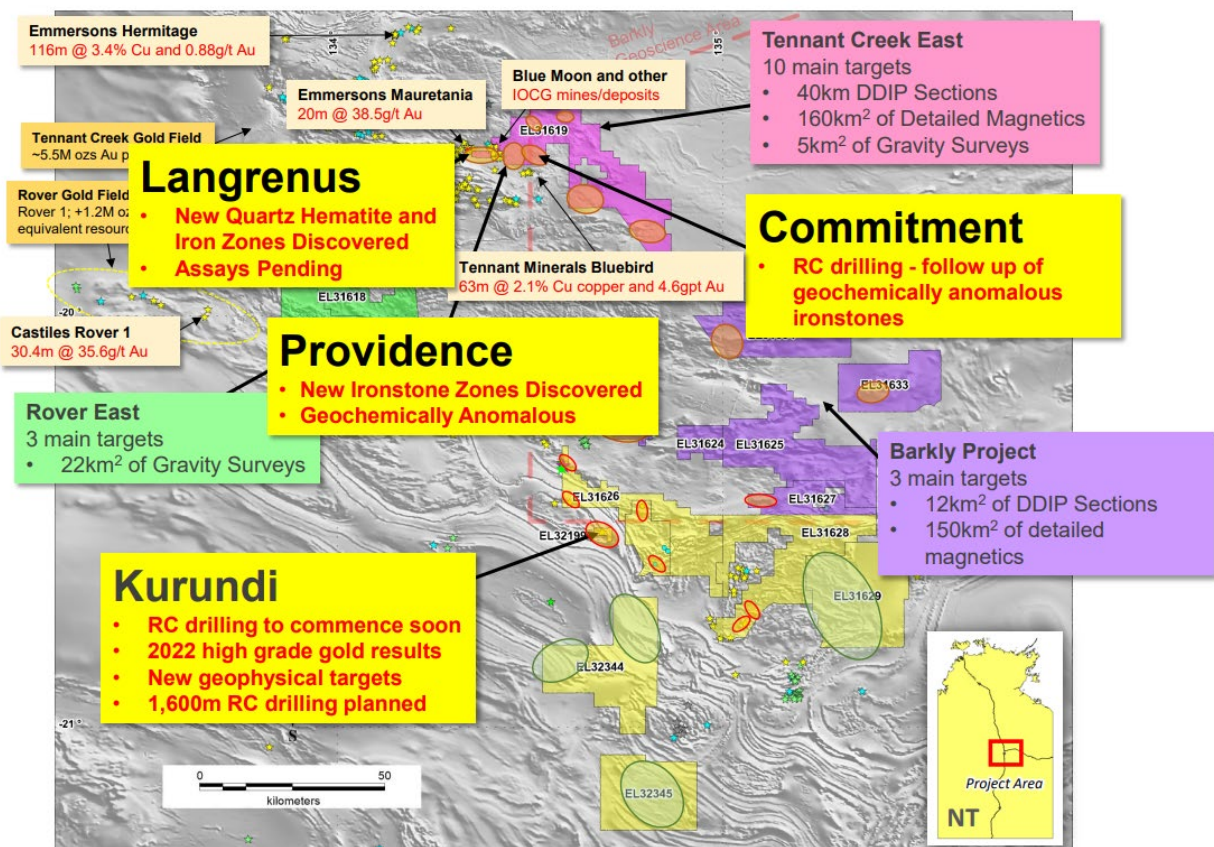 Emmersons Hermitage
116m @ 3.4% Cu and 0.88g/t Au
134 °
Barkly
Geoscience Area
135 °
Tennant Creek East
10 main targets
• 40km DDIP Sections
• 160km² of Detailed Magnetics
• 5km² of Gravity Surveys
Emmersons Mauretania
20m @ 38.5g/t Au
Blue Moon and other
IOCG mines/deposits
EL31619
Tennant Creek Gold Field
~5.5M ozs Au p
Rover Gold Field
Rover 1; +1.2M oz
equivalent resourc
Langrenus
• New Quartz Hematite and
Iron Zones Discovered
• Assays Pending
Commitment
• RC drilling - follow up of
geochemically anomalous
ironstones
Tennant Minerals Bluebird
63m @ 2.1% Cu copper and 4.6gpt Au
EL31618
-20 °
Castiles Rover 1
30.4m @ 35.6g/t Au
Providence
• New Ironstone Zones Discovered
• Geochemically Anomalous
EL31633
Rover East
3 main targets
• 22km² of Gravity Surveys
EL31624
EL31625
Barkly Project
3 main targets
• 12km² of DDIP Sections
• 150km² of detailed
magnetics
EL31626
EL31627
EL31628
EL32199
EL31629
Kurundi
• RC drilling to commence soon
• 2022 high grade gold results
• New geophysical targets
• 1,600m RC drilling planned
EL32344
-21 °
S
0 50
kilometers
EL32345
Project Area
NT